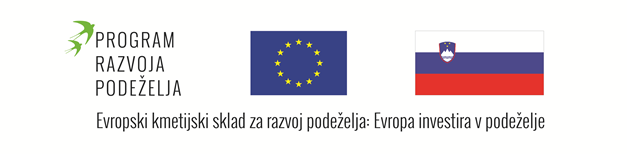 PROGRAM
RAZVOJA
PODEŽELJA
Evropski kmetijski sklad za razvoj podeželja: Evropa investira v podeželje